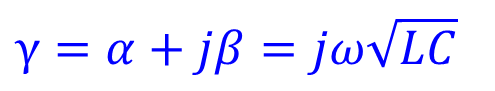 γ = α + jβ = jω√LC